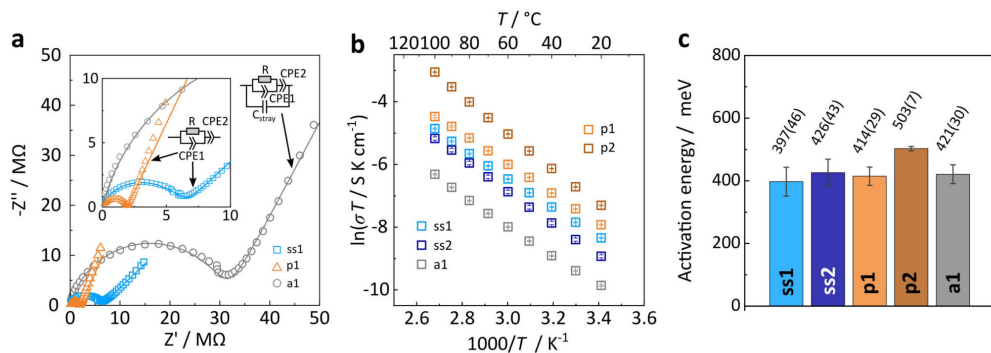 a
50
40
30
20
10
0
-Z'' / MΩ
0
10
20
30
40
50
Z' / MΩ
10
5
0
0
5
10
R
CPE2
CPE1
R
CPE2
CPE1
C_stray
ss1
p1
a1
b
T / °C
120 100 80 60 40 20
-4
-6
-8
-10
ln(σT / S K cm⁻¹)
p1
p2
ss1
ss2
a1
2.6 2.8 3.0 3.2 3.4
1000/T / K⁻¹
c
800
600
400
200
0
Activation energy / meV
397(46)
426(43)
414(29)
503(7)
421(30)
ss1
ss2
p1
p2
a1